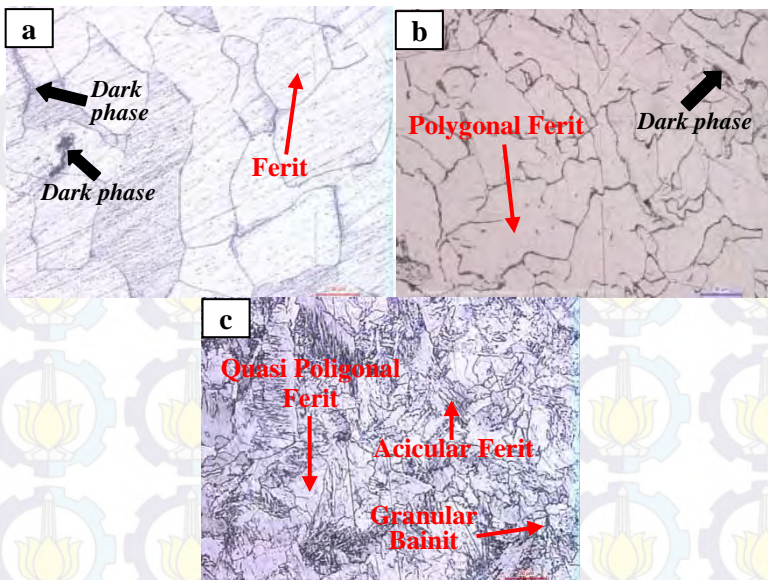 a
Dark
phase
Dark phase
Ferit
b
Polygonal Ferit
Dark phase
c
Quasi Poligonal
Ferit
Acicular Ferit
Granular
Bainit